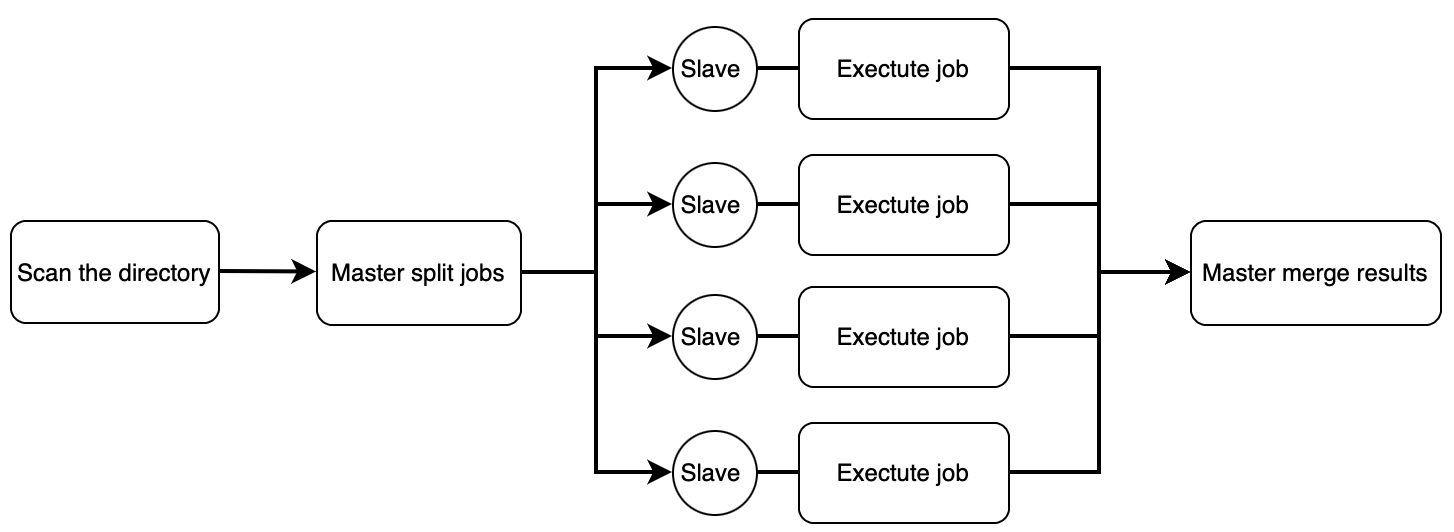 Scan the directory
Master split jobs
Slave
Exectute job
Slave
Exectute job
Slave
Exectute job
Slave
Exectute job
Master merge results